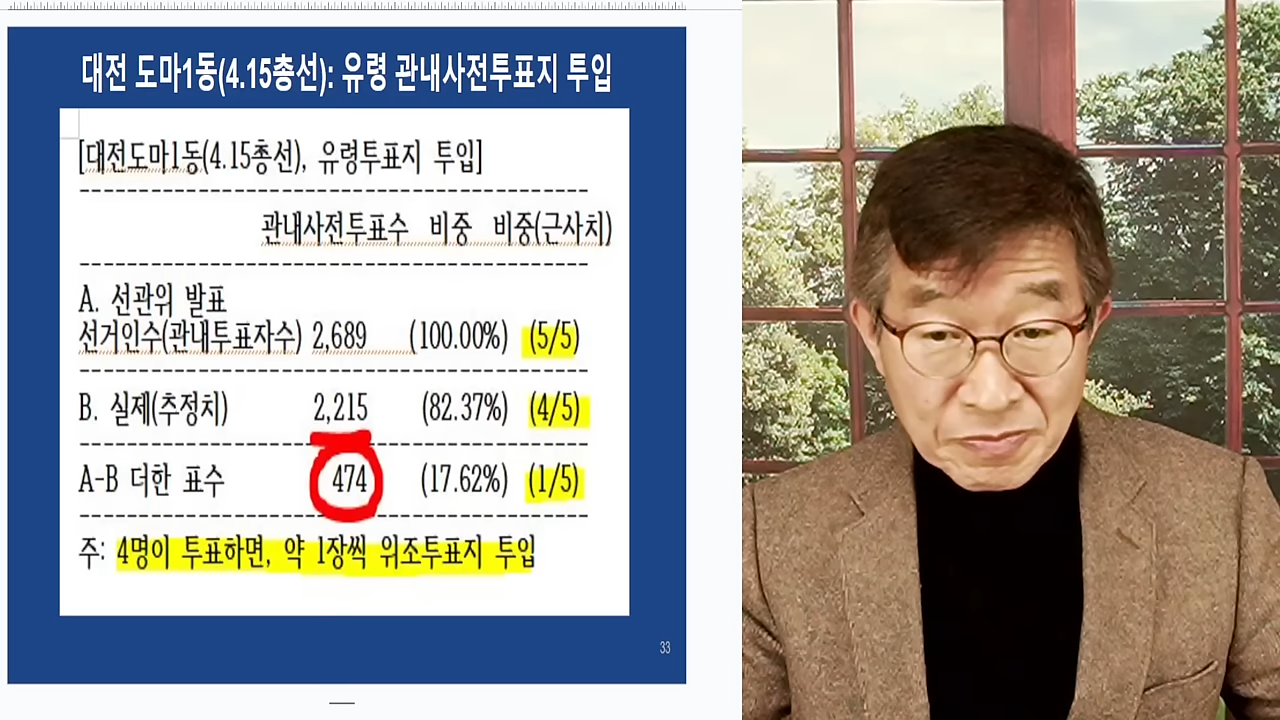 대전 도마1동(4.15총선): 유령 관내사전투표지 투입
[대전도마1동(4.15총선), 유령투표지 투입]
관내사전투표수 비중 비중(근사치)
A. 선관위 발표
선거인수(관내투표자수) 2,689 (100.00%) (5/5)
B. 실제(추정치) 2,215 (82.37%) (4/5)
A-B 더한 표수 474 (17.62%) (1/5)
주: 4명이 투표하면, 약 1장씩 위조투표지 투입
33